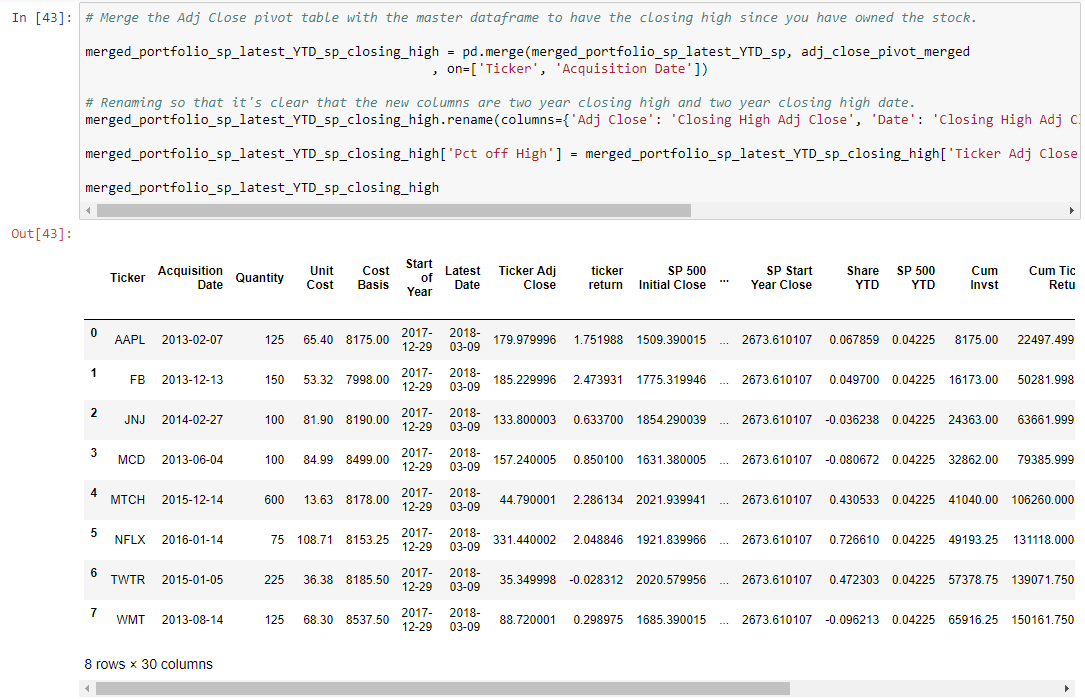 In [43]:
# Merge the Adj Close pivot table with the master dataframe to have the closing high since you have owned the stock.
merged_portfolio_sp_latest_YTD_sp_closing_high = pd.merge(merged_portfolio_sp_latest_YTD_sp, adj_close_pivot_merged
, on=['Ticker', 'Acquisition Date'])
# Renaming so that it's clear that the new columns are two year closing high and two year closing high date.
merged_portfolio_sp_latest_YTD_sp_closing_high.rename(columns={'Adj Close': 'Closing High Adj Close', 'Date': 'Closing High Adj C
merged_portfolio_sp_latest_YTD_sp_closing_high['Pct off High'] = merged_portfolio_sp_latest_YTD_sp_closing_high['Ticker Adj Close
merged_portfolio_sp_latest_YTD_sp_closing_high
Out[43]:
Ticker Acquisition Date Quantity Unit Cost Cost Basis Start of Year Latest Date Ticker Adj Close ticker return SP 500 Initial Close ... SP Start Year Close Share YTD SP 500 YTD Cum Invst Cum Tic Retu
0 AAPL 2013-02-07 125 65.40 8175.00 2017-12-29 2018-03-09 179.979996 1.751988 1509.390015 ... 2673.610107 0.067859 0.04225 8175.00 22497.499
1 FB 2013-12-13 150 53.32 7998.00 2017-12-29 2018-03-09 185.229996 2.473931 1775.319946 ... 2673.610107 0.049700 0.04225 16173.00 50281.998
2 JNJ 2014-02-27 100 81.90 8190.00 2017-12-29 2018-03-09 133.800003 0.633700 1854.290039 ... 2673.610107 -0.036238 0.04225 24363.00 63661.999
3 MCD 2013-06-04 100 84.99 8499.00 2017-12-29 2018-03-09 157.240005 0.850100 1631.380005 ... 2673.610107 -0.080672 0.04225 32862.00 79385.999
4 MTCH 2015-12-14 600 13.63 8178.00 2017-12-29 2018-03-09 44.790001 2.286134 2021.939941 ... 2673.610107 0.430533 0.04225 41040.00 106260.000
5 NFLX 2016-01-14 75 108.71 8153.25 2017-12-29 2018-03-09 331.440002 2.048846 1921.839966 ... 2673.610107 0.726610 0.04225 49193.25 131118.000
6 TWTR 2015-01-05 225 36.38 8185.50 2017-12-29 2018-03-09 35.349998 -0.028312 2020.579956 ... 2673.610107 0.472303 0.04225 57378.75 139071.750
7 WMT 2013-08-14 125 68.30 8537.50 2017-12-29 2018-03-09 88.720001 0.298975 1685.390015 ... 2673.610107 -0.096213 0.04225 65916.25 150161.750
8 rows × 30 columns